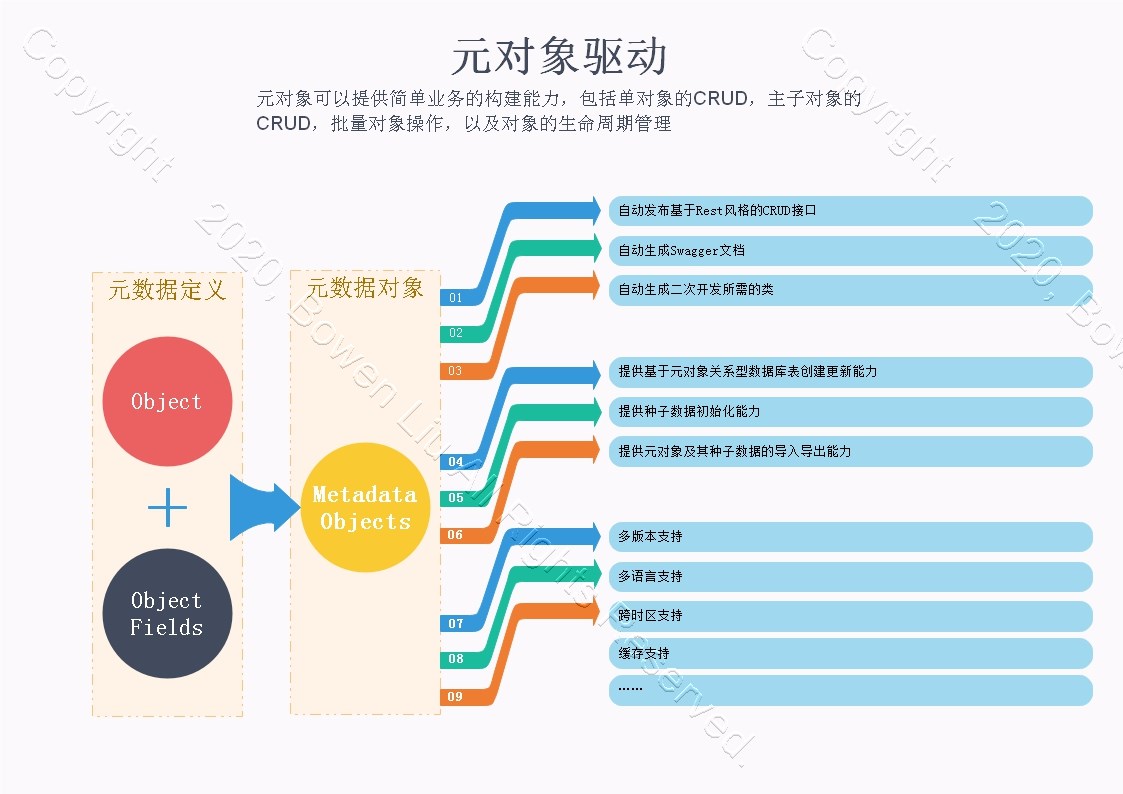 元对象驱动
元对象可以提供简单业务的构建能力，包括单对象的CRUD，主子对象的
CRUD，批量对象操作，以及对象的生命周期管理
元数据定义
Object
Object
Fields
元数据对象
Metadata
Objects
01
自动发布基于Rest风格的CRUD接口
02
自动生成Swagger文档
03
自动生成二次开发所需的类
04
提供基于元对象关系型数据库表创建更新能力
05
提供种子数据初始化能力
06
提供元对象及其种子数据的导入导出能力
07
多版本支持
08
多语言支持
09
跨时区支持
缓存支持
……
Copyright 2020, Bowen Liu All Rights Reserved.
Copyright 2020, Bow